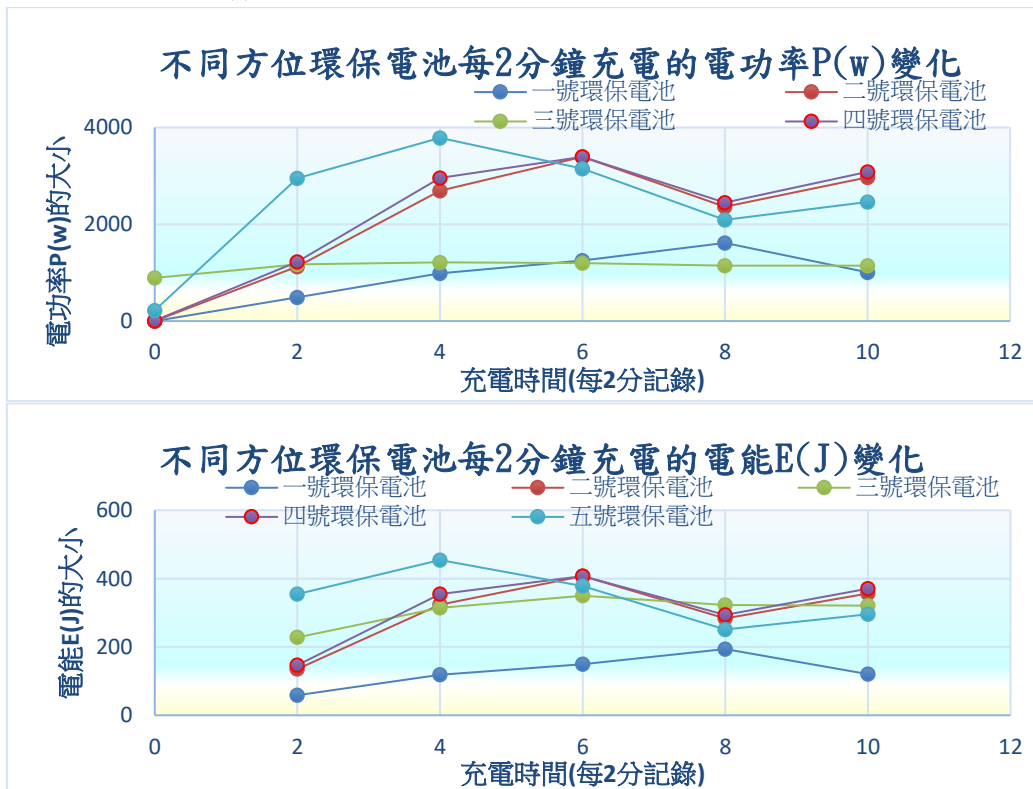 不同方位環保電池每2分鐘充電的電功率P(w)變化
一號環保電池
二號環保電池
三號環保電池
四號環保電池
電功率P(w)的大小
4000
2000
0
0 2 4 6 8 10 12
充電時間(每2分記錄)
不同方位環保電池每2分鐘充電的電能E(J)變化
一號環保電池
二號環保電池
三號環保電池
四號環保電池
五號環保電池
電能E(J)的大小
600
400
200
0
0 2 4 6 8 10 12
充電時間(每2分記錄)